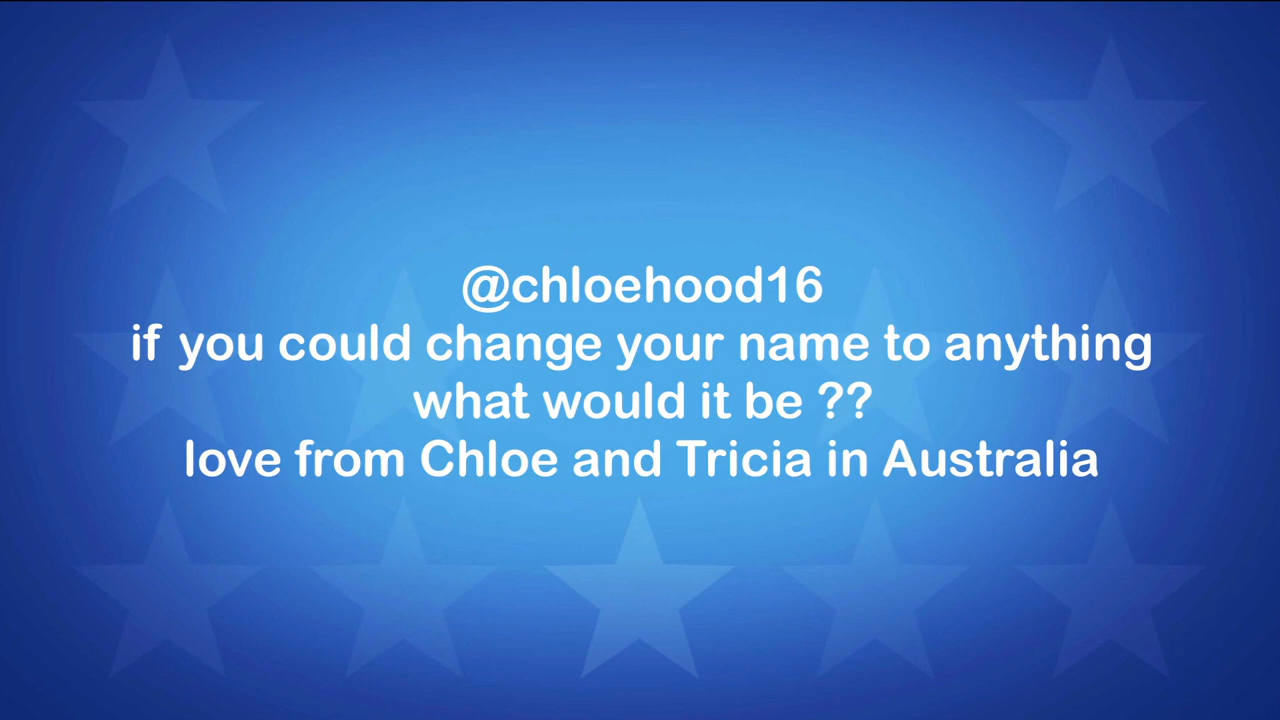 @chloehood16
if you could change your name to anything
what would it be ??
love from Chloe and Tricia in Australia